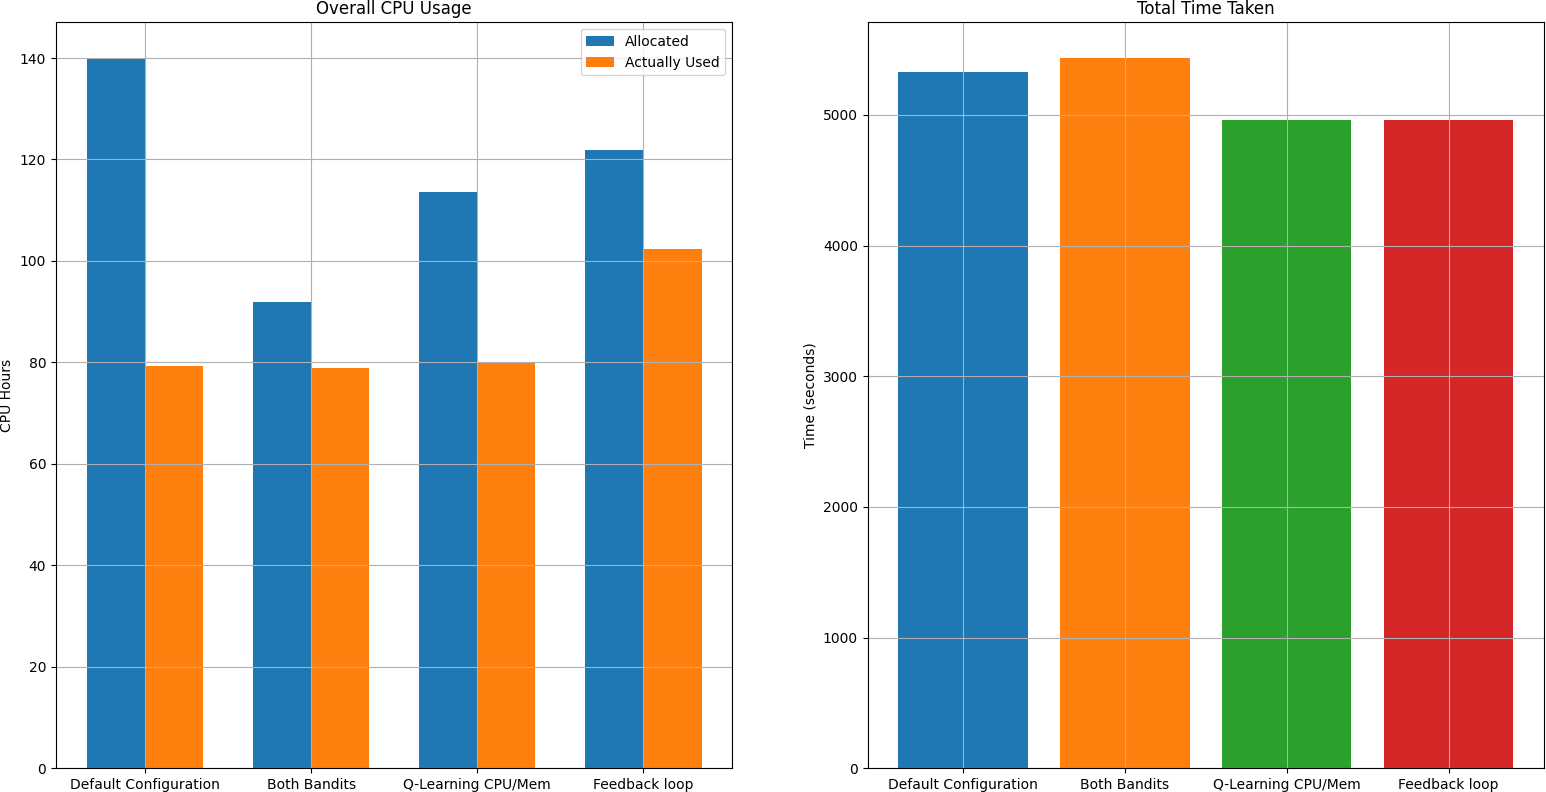 Overall CPU Usage
Allocated
Actually Used
CPU Hours
140
120
100
80
60
40
20
0
Default Configuration
Both Bandits
Q-Learning CPU/Mem
Feedback loop
Total Time Taken
Time (seconds)
5000
4000
3000
2000
1000
0
Default Configuration
Both Bandits
Q-Learning CPU/Mem
Feedback loop